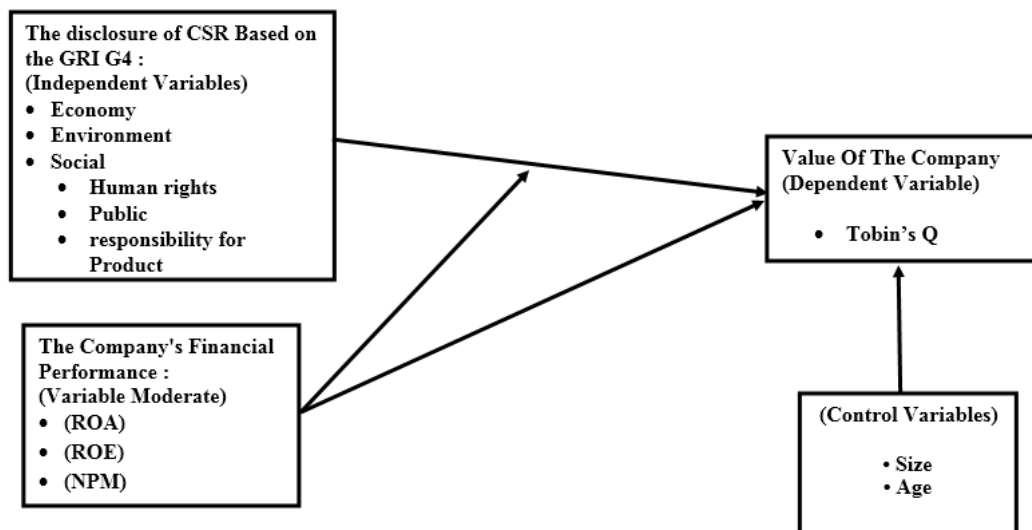 The disclosure of CSR Based on
the GRI G4 :
(Independent Variables)
• Economy
• Environment
• Social
• Human rights
• Public
• responsibility for
Product
Value Of The Company
(Dependent Variable)
• Tobin's Q
The Company's Financial
Performance :
(Variable Moderate)
• (ROA)
• (ROE)
• (NPM)
(Control Variables)
• Size
• Age